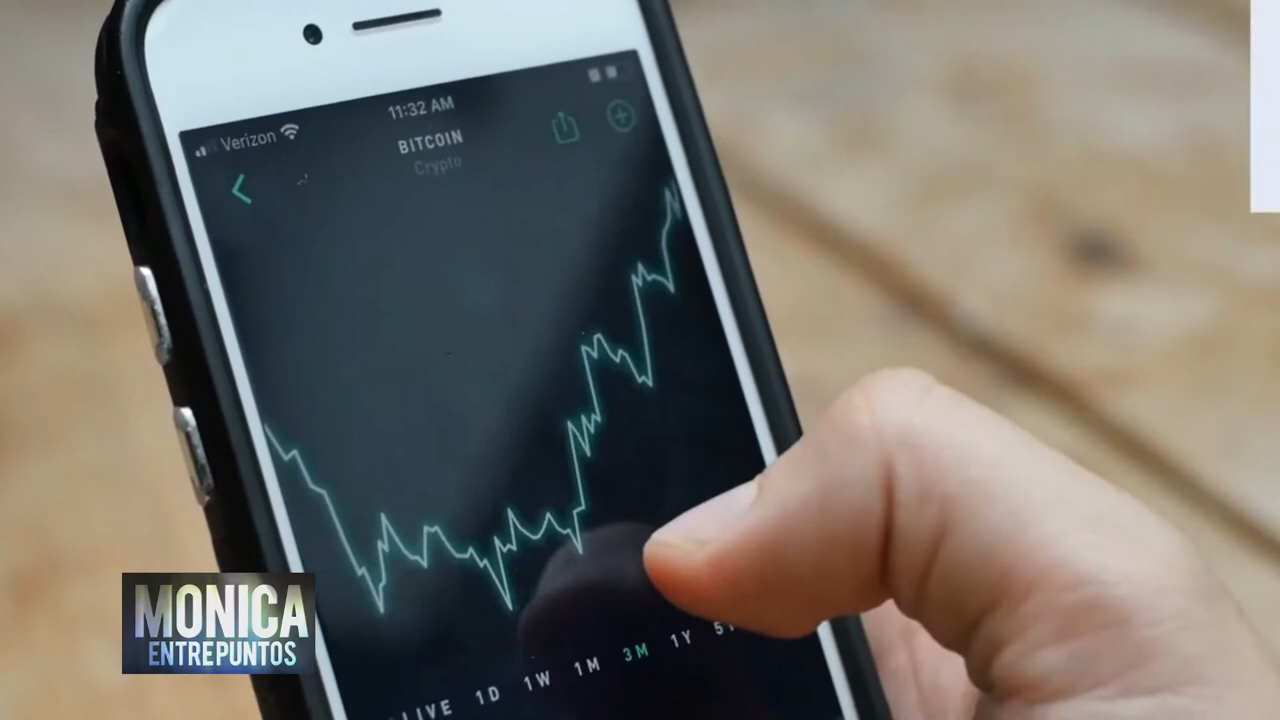 11:32 AM
Verizon
BITCOIN
Crypto
LIVE 1D 1W 1M 3M 1Y
MONICA
ENTREPUNTOS